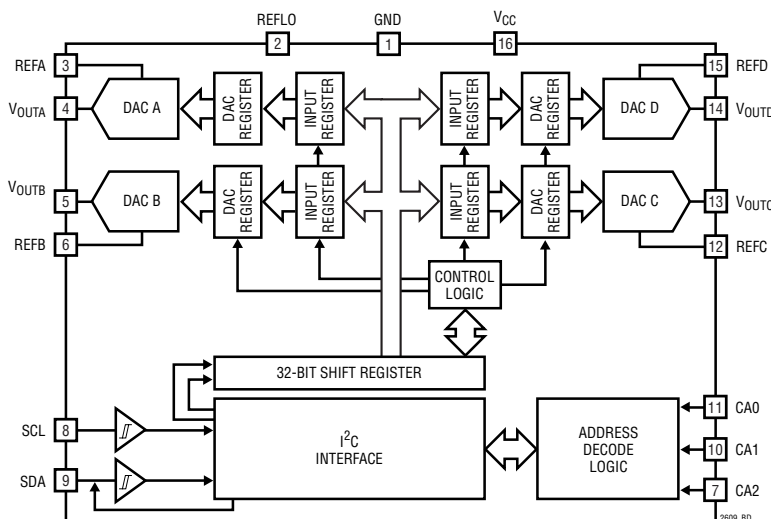 REFLO
GND
VCC
2
1
16
REFA 3
15 REFD
VOUTA 4
DAC A
DAC REGISTER
INPUT REGISTER
INPUT REGISTER
DAC REGISTER
DAC D
14 VOUTD
VOUTB 5
DAC B
DAC REGISTER
INPUT REGISTER
INPUT REGISTER
DAC REGISTER
DAC C
13 VOUTC
REFB 6
12 REFC
CONTROL
LOGIC
32-BIT SHIFT REGISTER
SCL 8
I2C
INTERFACE
ADDRESS
DECODE
LOGIC
11 CA0
10 CA1
SDA 9
7 CA2
2609 BD